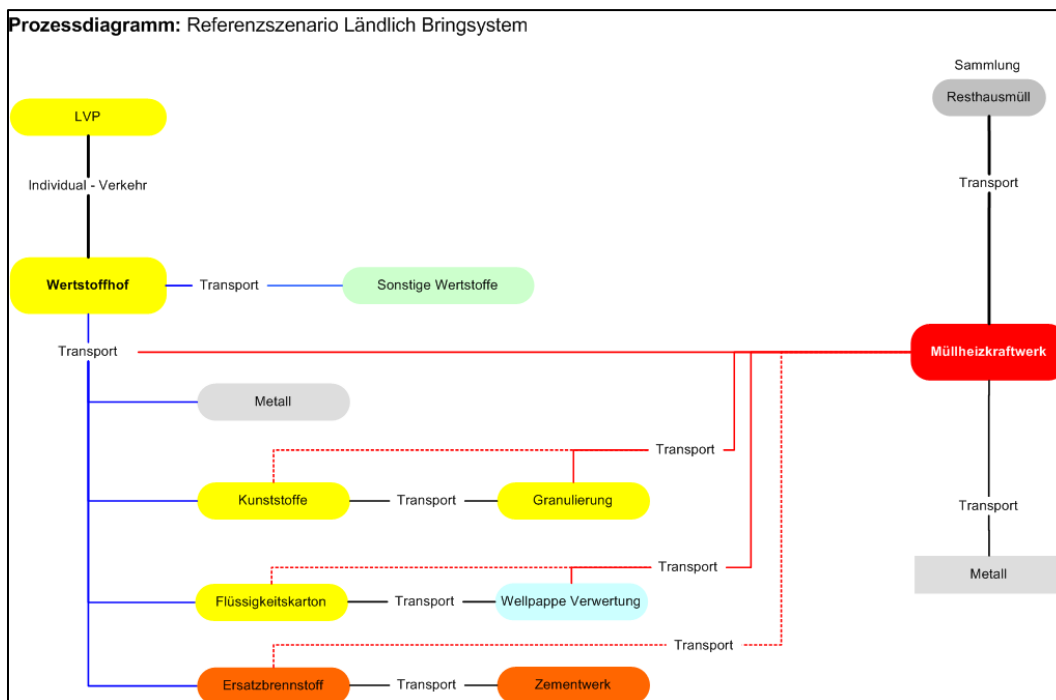 Prozessdiagramm: Referenzszenario Ländlich Bringsystem
Sammlung
Resthausmüll
LVP
Transport
Individual - Verkehr
Wertstoffhof
Transport
Sonstige Wertstoffe
Transport
Müllheizkraftwerk
Metall
Transport
Kunststoffe
Transport
Granulierung
Transport
Transport
Metall
Flüssigkeitskarton
Transport
Wellpappe Verwertung
Transport
Ersatzbrennstoff
Transport
Zementwerk